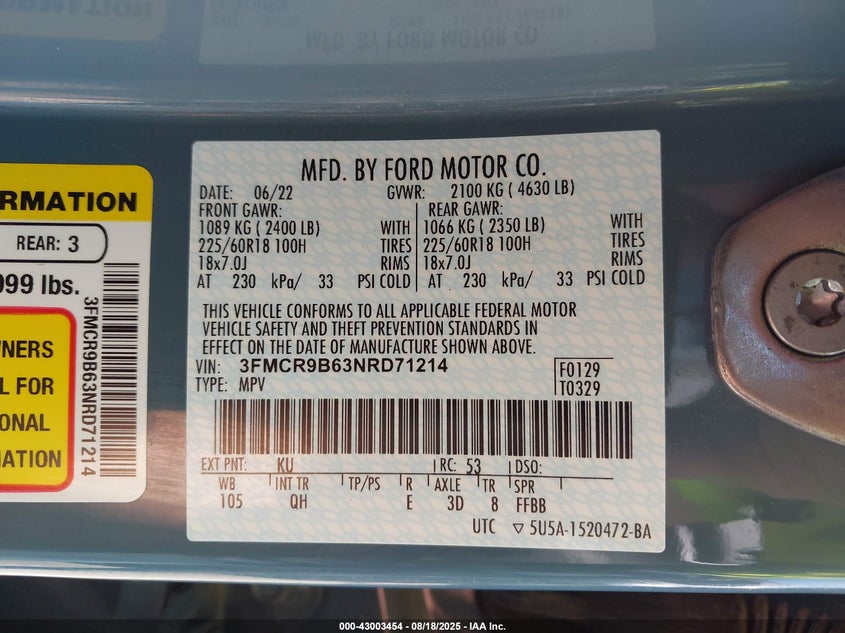 MFD. BY FORD MOTOR CO.
DATE: 06/22 GVWR: 2100 KG ( 4630 LB)
FRONT GAWR: REAR GAWR:
1089 KG ( 2400 LB) WITH 1066 KG ( 2350 LB) WITH
225/60R18 100H TIRES 225/60R18 100H TIRES
18x7.0J RIMS 18x7.0J RIMS
AT 230 kPa/ 33 PSI COLD AT 230 kPa/ 33 PSI COLD
THIS VEHICLE CONFORMS TO ALL APPLICABLE FEDERAL MOTOR
VEHICLE SAFETY AND THEFT PREVENTION STANDARDS IN
EFFECT ON THE DATE OF MANUFACTURE SHOWN ABOVE.
VIN: 3FMCR9B63NRD71214 F0129
TYPE: MPV T0329
EXT PNT: KU RC: 53 DSO:
WB INT TR TP/PS R AXLE TR SPR
105 QH E 3D 8 FFBB
UTC ▽ 5U5A-1520472-BA
ORMATION
REAR: 3
099 lbs.
WNERS
L FOR
ONAL
MATION
3FMCR9B63NRD71214
000-43003454 - 08/18/2025 - IAA Inc.